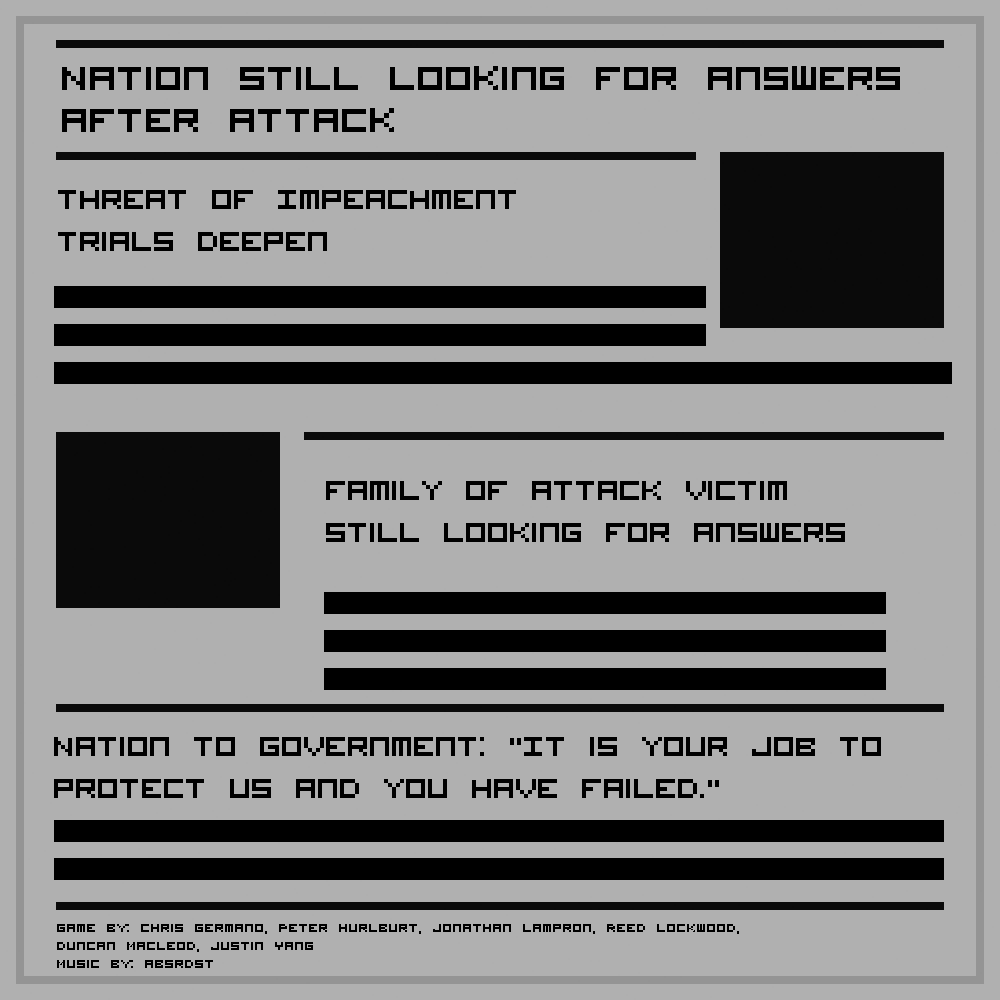 NATION STILL LOOKING FOR ANSWERS
AFTER ATTACK
THREAT OF IMPEACHMENT
TRIALS DEEPEN
FAMILY OF ATTACK VICTIM
STILL LOOKING FOR ANSWERS
NATION TO GOVERNMENT: "IT IS YOUR JOB TO
PROTECT US AND YOU HAVE FAILED."
GAME BY: CHRIS GERMANO, PETER HURLBURT, JONATHAN LAMPRON, REED LOCKWOOD,
DUNCAN MACLEOD, JUSTIN YANG
MUSIC BY: ABSRDST